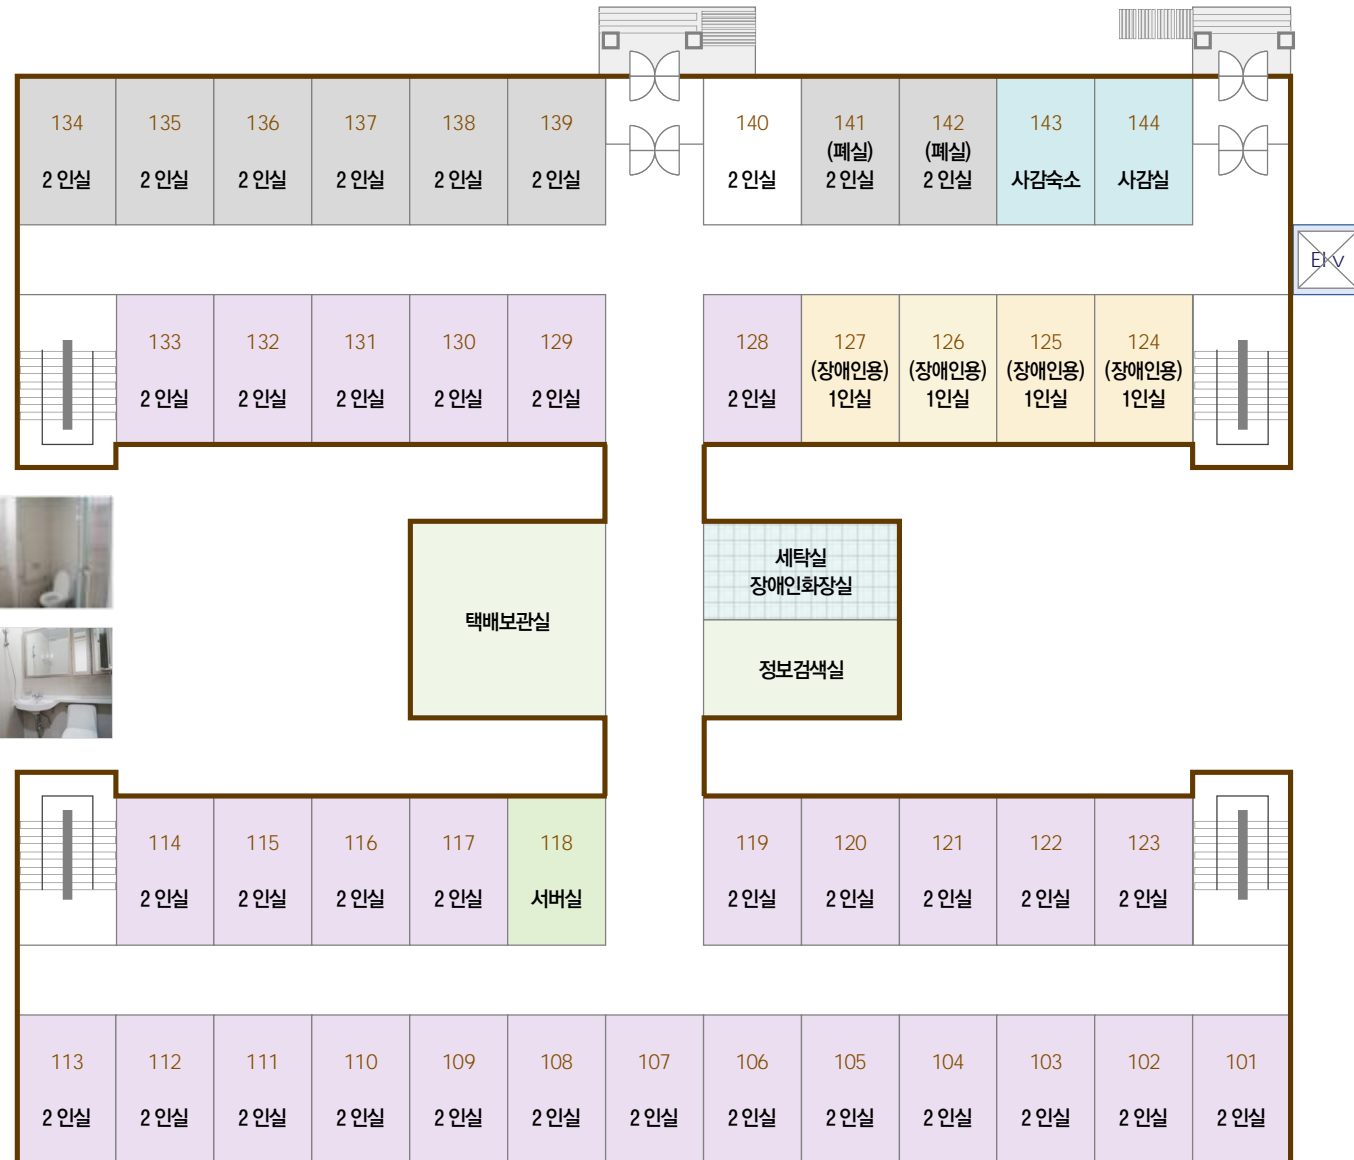 134 135 136 137 138 139 140 141 142 143 144
(폐실) (폐실)
2 인실 2 인실 2 인실 2 인실 2 인실 2 인실 2 인실 2 인실 2 인실 사감숙소 사감실
133 132 131 130 129 128 127 126 125 124
(장애인용) (장애인용) (장애인용) (장애인용)
2 인실 2 인실 2 인실 2 인실 2 인실 2 인실 1인실 1인실 1인실 1인실
세탁실
장애인화장실
택배보관실
정보검색실
114 115 116 117 118 119 120 121 122 123
2 인실 2 인실 2 인실 2 인실 서버실 2 인실 2 인실 2 인실 2 인실 2 인실
113 112 111 110 109 108 107 106 105 104 103 102 101
2 인실 2 인실 2 인실 2 인실 2 인실 2 인실 2 인실 2 인실 2 인실 2 인실 2 인실 2 인실 2 인실